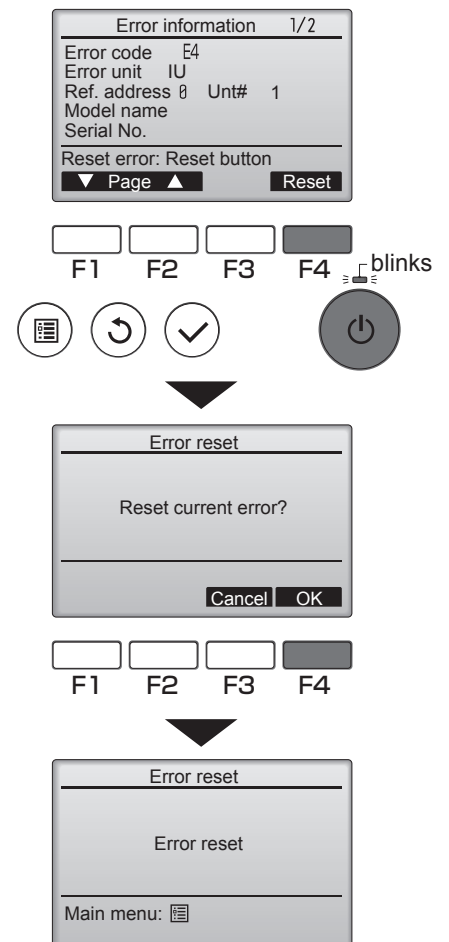 Error information 1/2
Error code E4
Error unit IU
Ref. address 0 Unt# 1
Model name
Serial No.
Reset error: Reset button
▼ Page ▲ Reset
F1 F2 F3 F4
blinks
Error reset
Reset current error?
Cancel OK
F1 F2 F3 F4
Error reset
Error reset
Main menu: